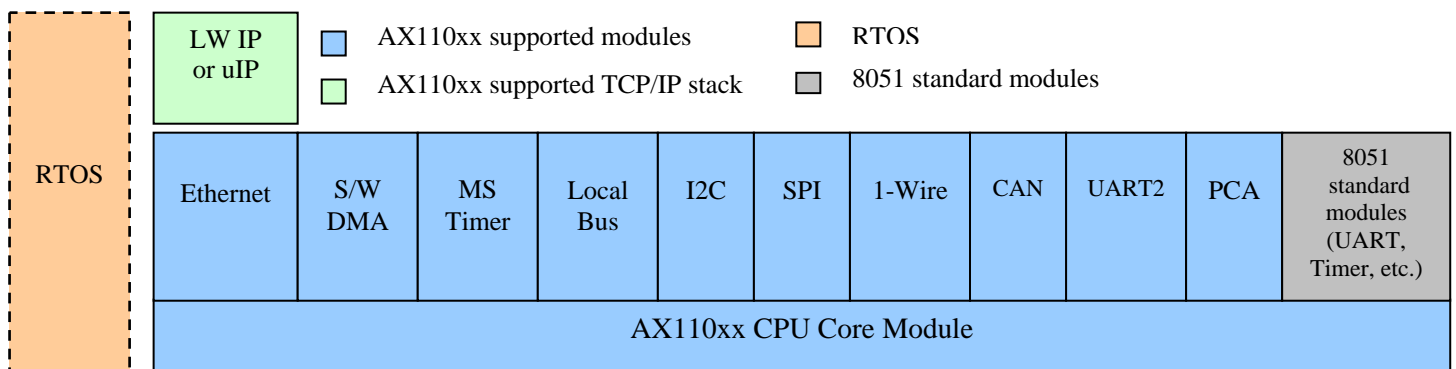 LW IP
or uIP
AX110xx supported modules
RTOS
AX110xx supported TCP/IP stack
8051 standard modules
RTOS
Ethernet
S/W
DMA
MS
Timer
Local
Bus
I2C
SPI
1-Wire
CAN
UART2
PCA
8051
standard
modules
(UART,
Timer, etc.)
AX110xx CPU Core Module